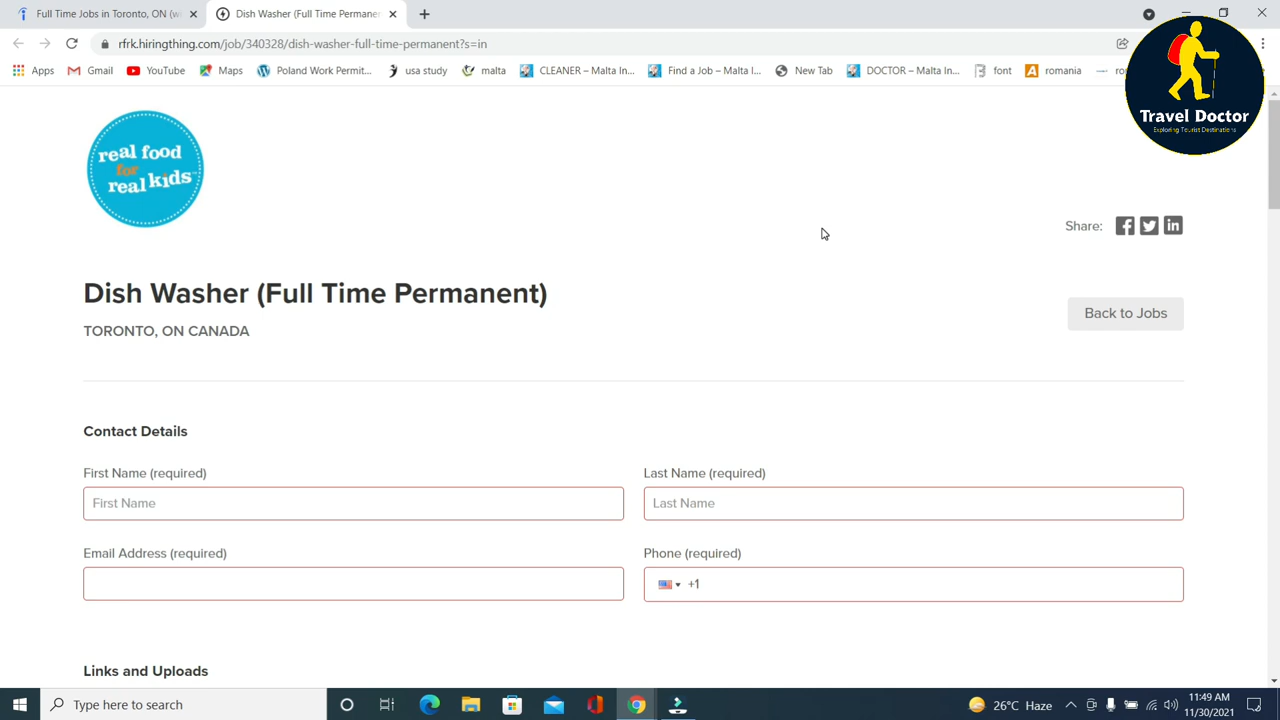 Full Time Jobs in Toronto, ON (wi
Dish Washer (Full Time Permanen
rfrk.hiringthing.com/job/340328/dish-washer-full-time-permanent?s=in
Apps
Gmail
YouTube
Maps
Poland Work Permit...
usa study
malta
CLEANER – Malta In...
Find a Job – Malta I...
New Tab
DOCTOR – Malta In...
font
romania
Travel Doctor
Exploring Tourist Destinations
real food
for
real kids
Share:
Dish Washer (Full Time Permanent)
TORONTO, ON CANADA
Back to Jobs
Contact Details
First Name (required)
Last Name (required)
First Name
Last Name
Email Address (required)
Phone (required)
+1
Links and Uploads
Type here to search
26°C Haze
11:49 AM
11/30/2021